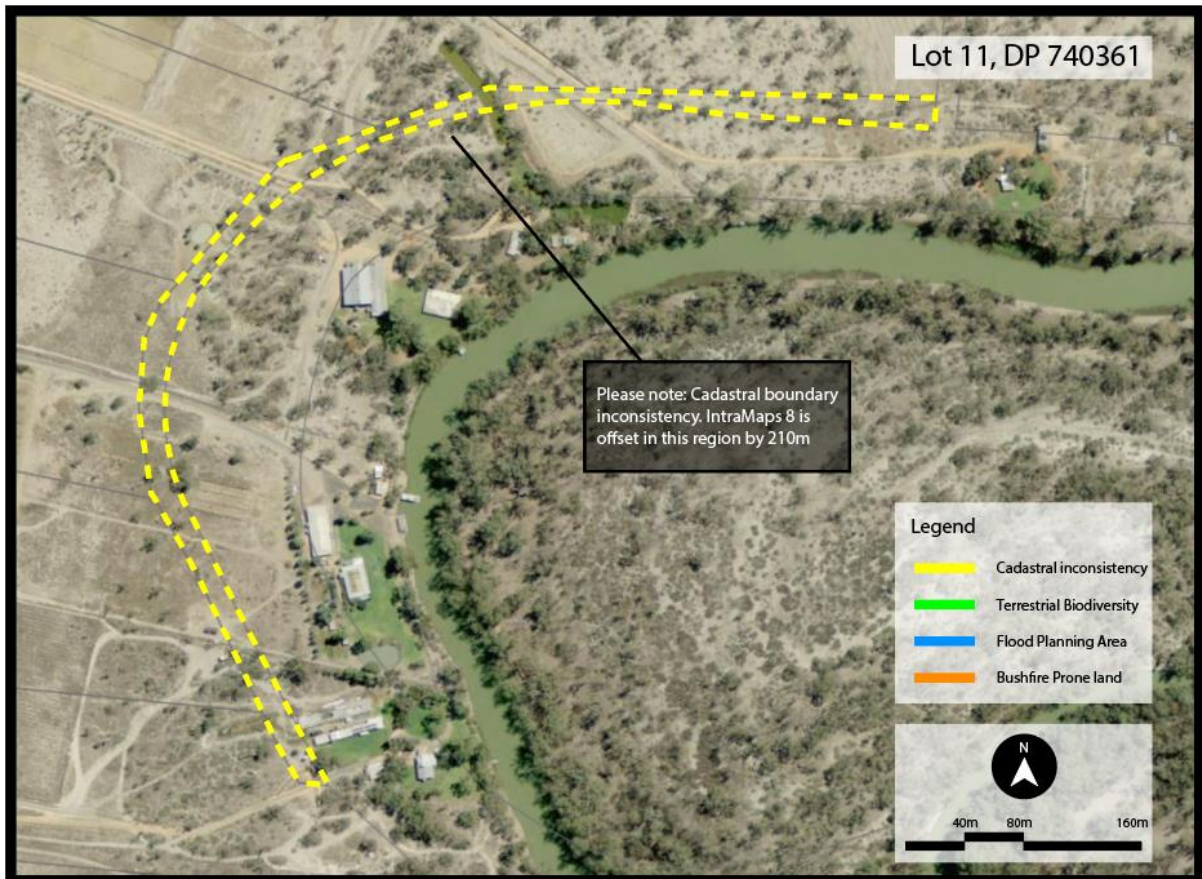 Lot 11, DP 740361
Please note: Cadastral boundary
inconsistency. IntraMaps 8 is
offset in this region by 210m
Legend
Cadastral inconsistency
Terrestrial Biodiversity
Flood Planning Area
Bushfire Prone land
N
40m 80m 160m